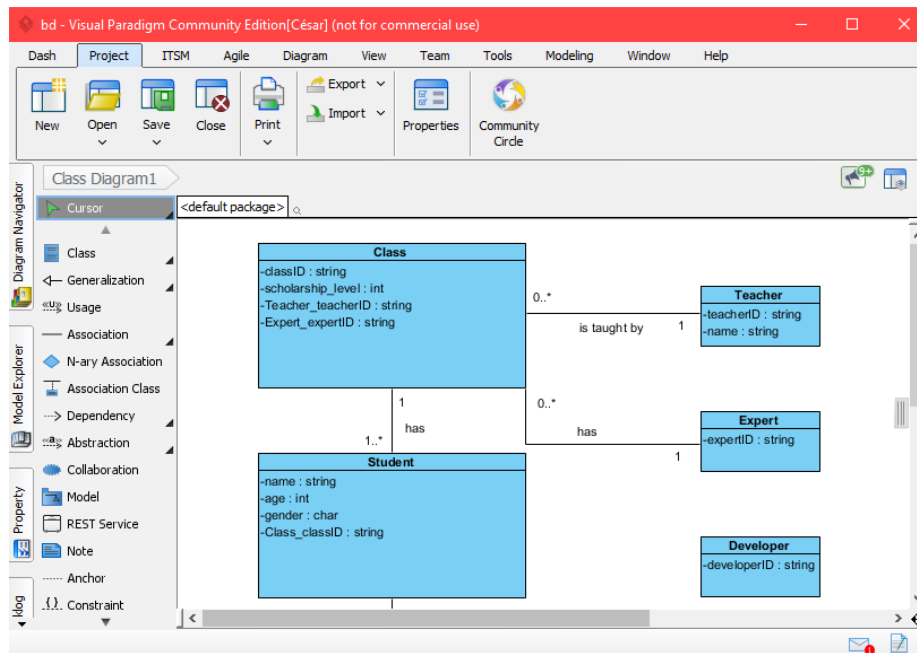 bd - Visual Paradigm Community Edition[César] (not for commercial use)
Dash Project ITSM Agile Diagram View Team Tools Modeling Window Help
New Open Save Close Print Export Import Properties Community Circle
Class Diagram1
9+
Diagram Navigator
Model Explorer
Property
klog
Cursor
Class
Generalization
«U» Usage
Association
N-ary Association
Association Class
Dependency
«a» Abstraction
Collaboration
Model
REST Service
Note
Anchor
{} Constraint
<default package>
Class
-classID : string
-scholarship_level : int
-Teacher_teacherID : string
-Expert_expertID : string
0..*
is taught by
1
Teacher
-teacherID : string
-name : string
1
has
1..*
0..*
has
1
Expert
-expertID : string
Student
-name : string
-age : int
-gender : char
-Class_classID : string
Developer
-developerID : string